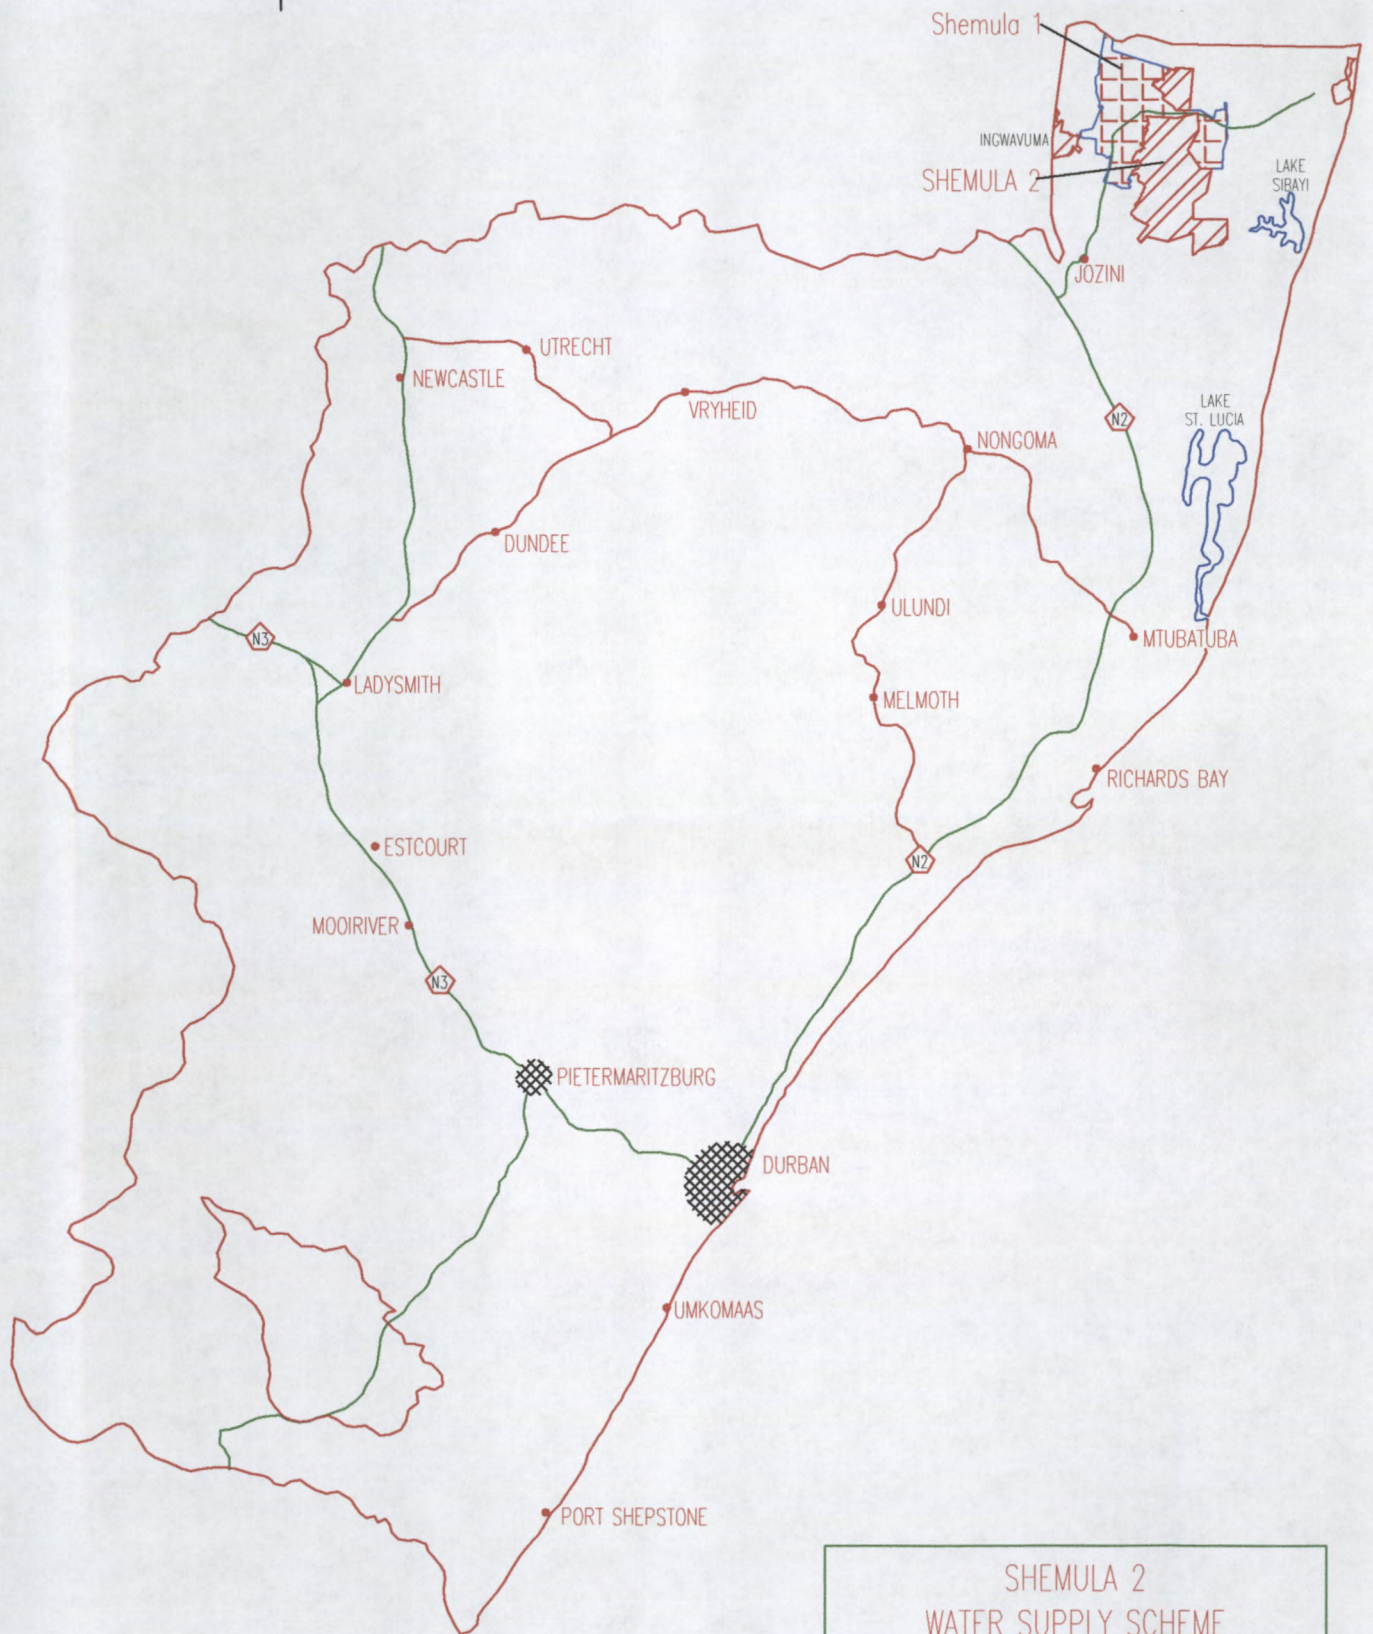 Shemula 1
INGWAVUMA
SHEMULA 2
LAKE
SIBAYI
JOZINI
UTRECHT
NEWCASTLE
VRYHEID
LAKE
ST. LUCIA
N2
NONGOMA
DUNDEE
ULUNDI
N3
MTUBATUBA
LADYSMITH
MELMOTH
RICHARDS BAY
ESTCOURT
N2
MOOIRIVER
N3
PIETERMARITZBURG
DURBAN
UMKOMAAS
PORT SHEPSTONE
SHEMULA 2
WATER SUPPLY SCHEME